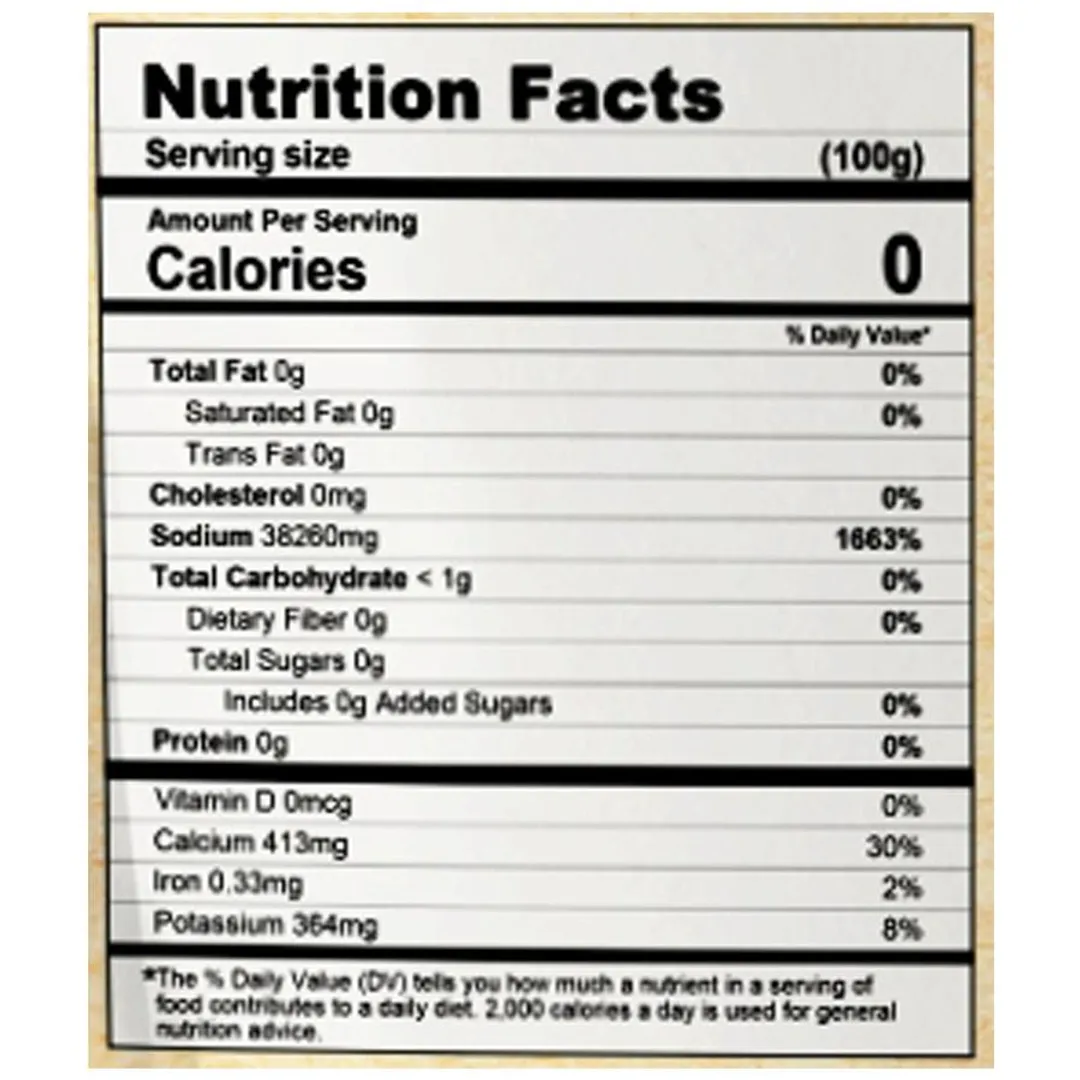 Nutrition Facts
Serving size (100g)
Amount Per Serving
Calories 0
% Daily Value*
Total Fat 0g 0%
Saturated Fat 0g 0%
Trans Fat 0g
Cholesterol 0mg 0%
Sodium 38260mg 1663%
Total Carbohydrate < 1g 0%
Dietary Fiber 0g 0%
Total Sugars 0g
Includes 0g Added Sugars 0%
Protein 0g 0%
Vitamin D 0mcg 0%
Calcium 413mg 30%
Iron 0.33mg 2%
Potassium 364mg 8%
*The % Daily Value (DV) tells you how much a nutrient in a serving of
food contributes to a daily diet. 2,000 calories a day is used for general
nutrition advice.